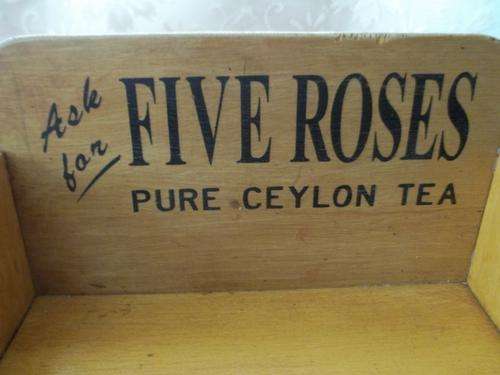 Ask
for
FIVE ROSES
PURE CEYLON TEA